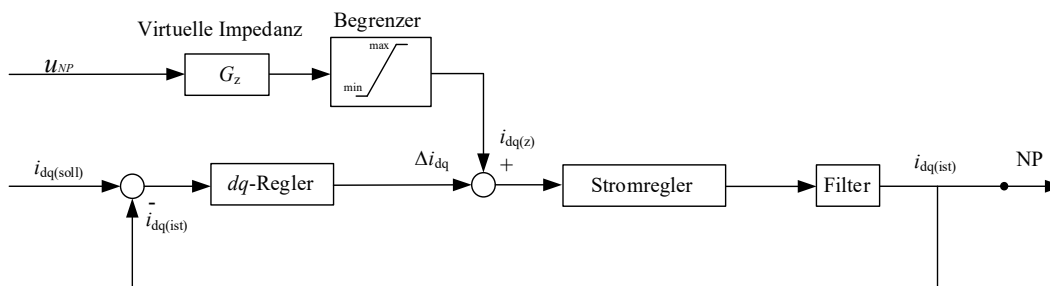 Virtuelle Impedanz
Begrenzer
u_NP
G_z
max
min
i_dq(z)
+
i_dq(soll)
-
i_dq(ist)
dq-Regler
Δi_dq
Stromregler
Filter
i_dq(ist)
NP